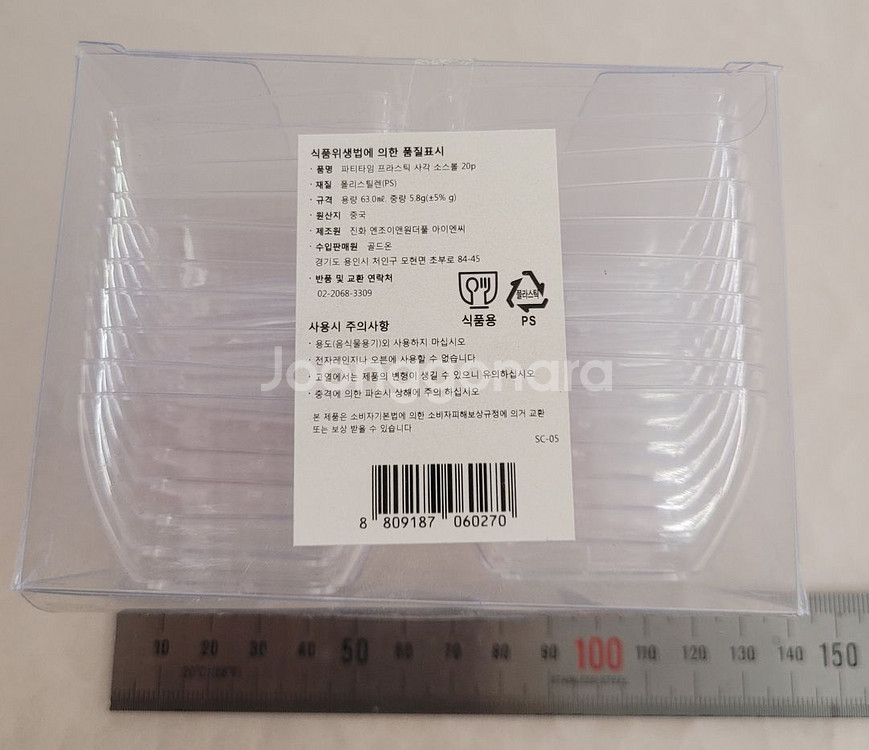 식품위생법에 의한 품질표시
· 품명 파티타임 프라스틱 사각 소스볼 20p
· 재질 폴리스틸렌(PS)
· 규격 용량 63.0㎖. 중량 5.8g(±5% g)
· 원산지 중국
· 제조원 진화 엔조이앤원더풀 아이엔씨
· 수입판매원 골드온
경기도 용인시 처인구 모현면 초부로 84-45
· 반품 및 교환 연락처
02-2068-3309
플라스틱
식품용 PS
사용시 주의사항
· 용도(음식물용기)외 사용하지 마십시오
· 전자레인지나 오븐에 사용할 수 없습니다
· 고열에서는 제품의 변형이 생길 수 있으니 유의하십시오
· 충격에 의한 파손시 상해에 주의 하십시오
본 제품은 소비자기본법에 의한 소비자피해보상규정에 의거 교환
또는 보상 받을 수 있습니다
SC-05
8 809187 060270
Joonggonara
10 20 30 40 50 60 70 80 90 100 110 120 130 140 150